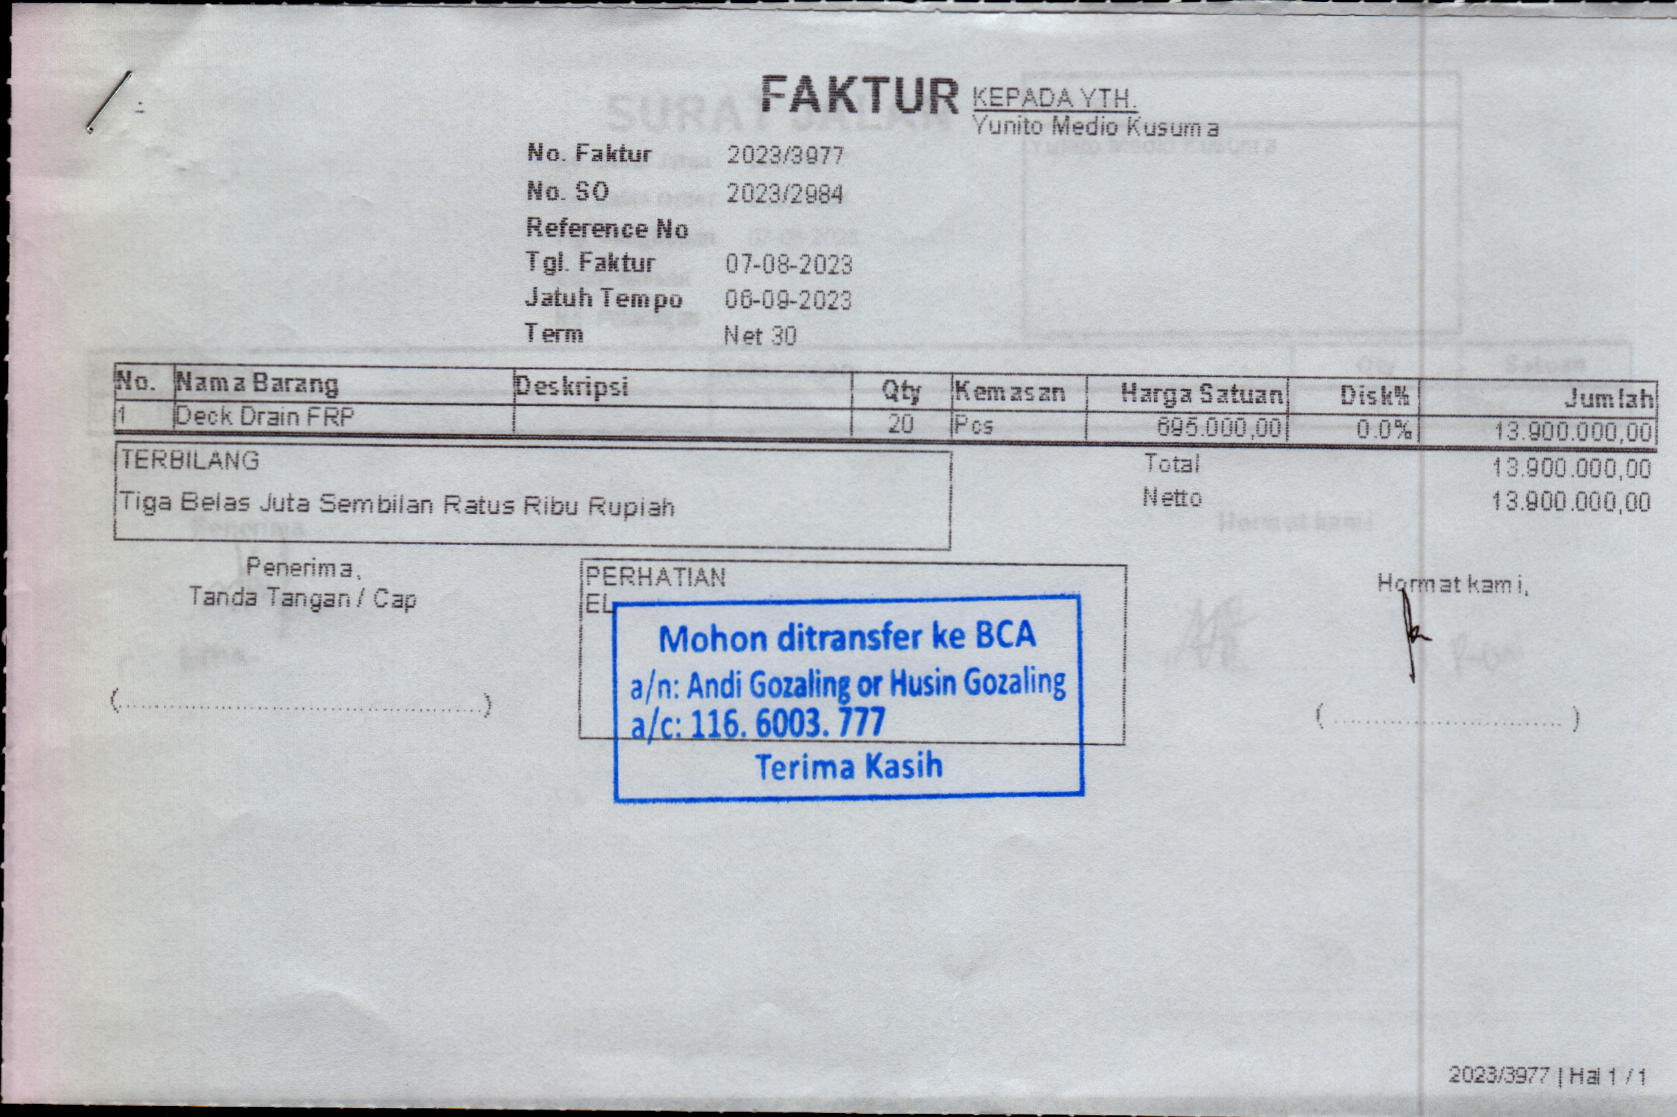 FAKTUR
KEPADA YTH.
Yunito Medio Kusuma
No. Faktur 2023/3977
No. SO 2023/2984
Reference No
Tgl. Faktur 07-08-2023
Jatuh Tempo 06-09-2023
Term Net 30
No. Nama Barang Deskripsi Qty Kemasan Harga Satuan Disk% Jumlah
1 Deck Drain FRP 20 Pcs 695.000,00 0.0% 13.900.000,00
TERBILANG
Tiga Belas Juta Sembilan Ratus Ribu Rupiah
Total 13.900.000,00
Netto 13.900.000,00
Penerima,
Tanda Tangan / Cap
(................................................)
PERHATIAN
EL
Mohon ditransfer ke BCA
a/n: Andi Gozaling or Husin Gozaling
a/c: 116. 6003. 777
Terima Kasih
Hormat kami,
(..............................)
2023/3977 | Hal 1 / 1